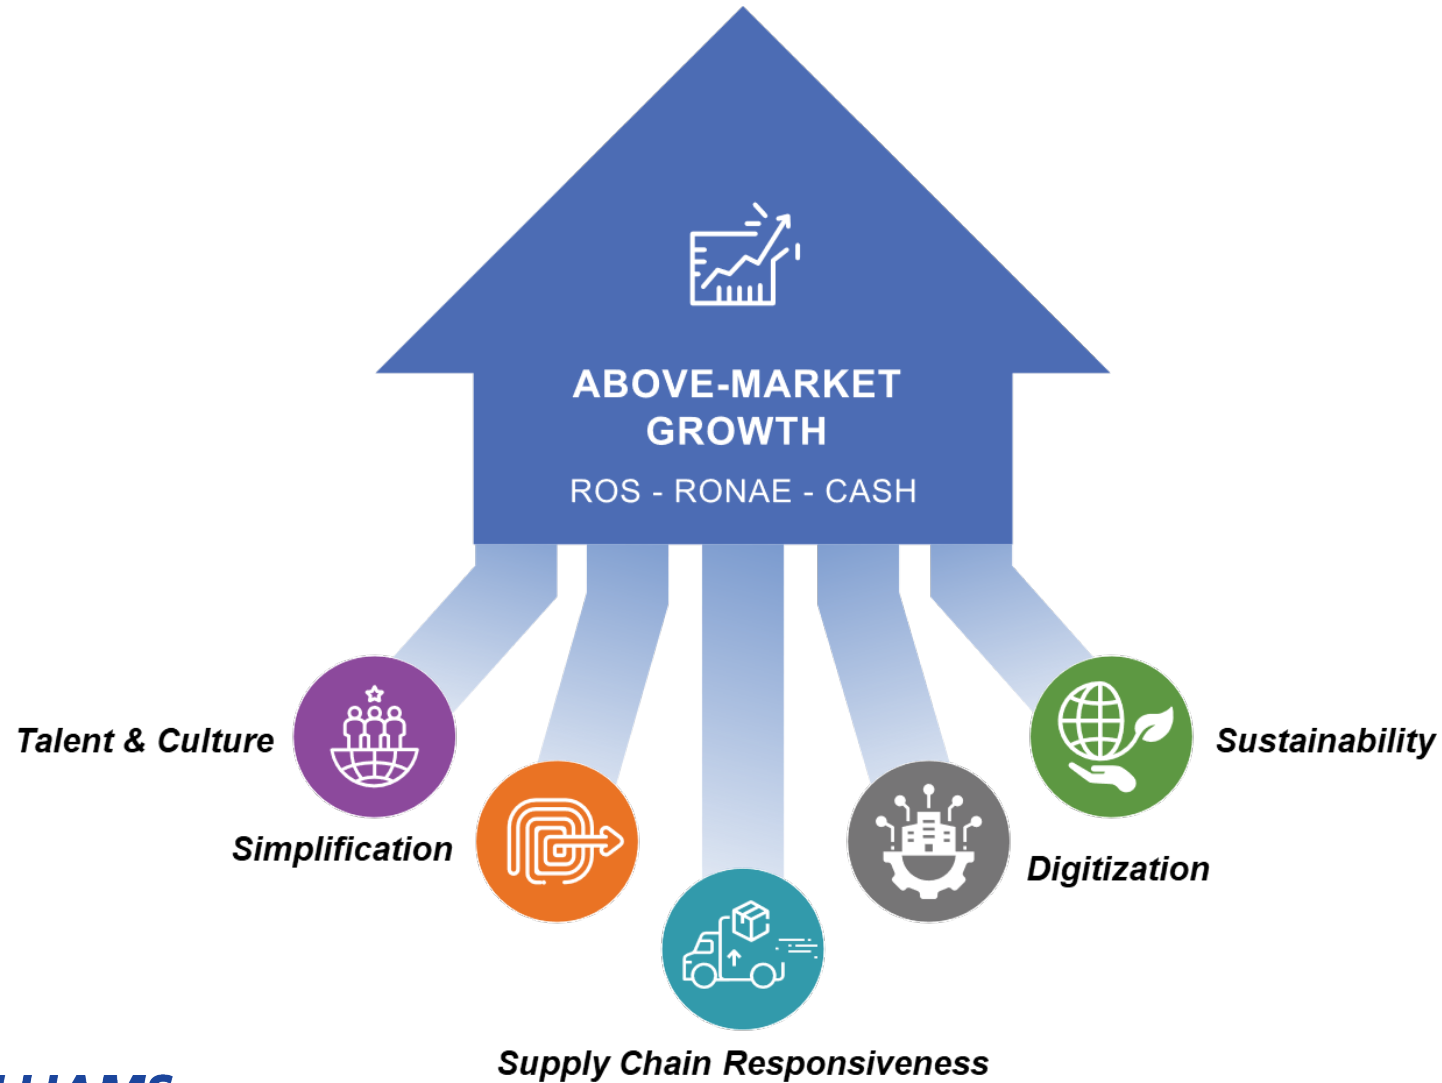 ABOVE-MARKET
GROWTH
ROS - RONAE - CASH
Talent & Culture
Sustainability
Simplification
Digitization
Supply Chain Responsiveness